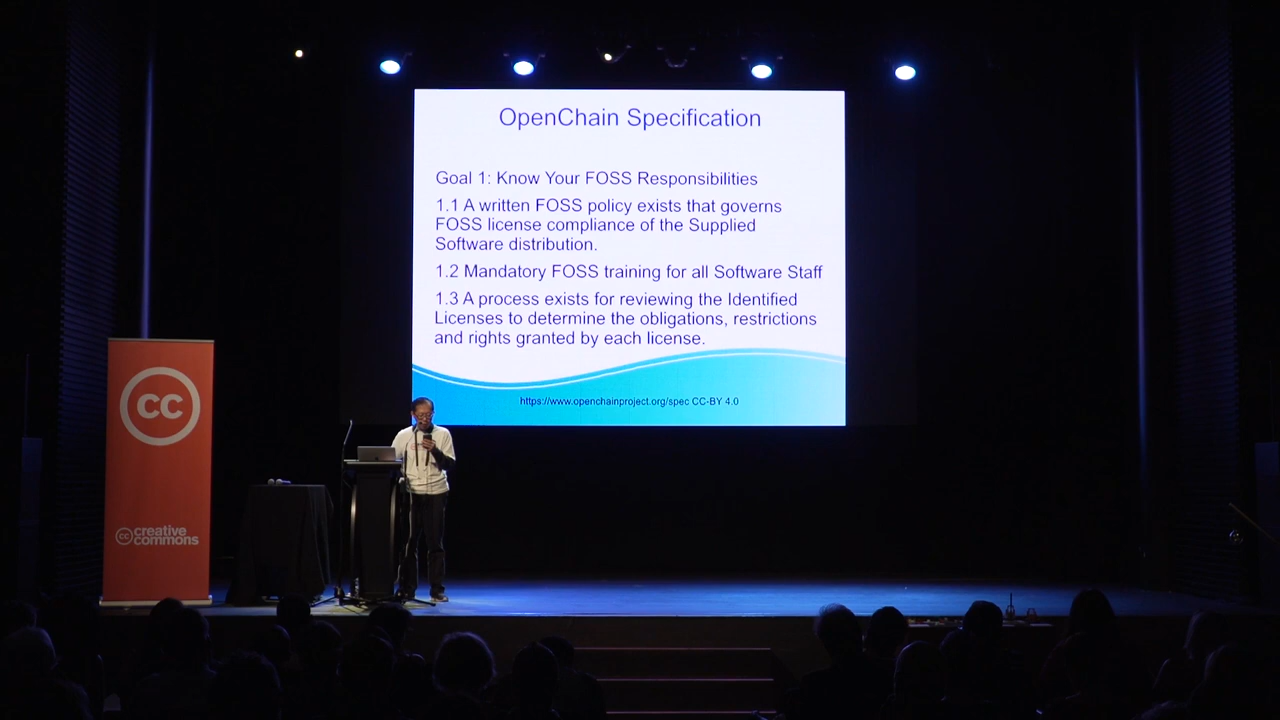 OpenChain Specification
Goal 1: Know Your FOSS Responsibilities
1.1 A written FOSS policy exists that governs
FOSS license compliance of the Supplied
Software distribution.
1.2 Mandatory FOSS training for all Software Staff
1.3 A process exists for reviewing the Identified
Licenses to determine the obligations, restrictions
and rights granted by each license.
https://www.openchainproject.org/spec CC-BY 4.0
cc
cc creative
commons